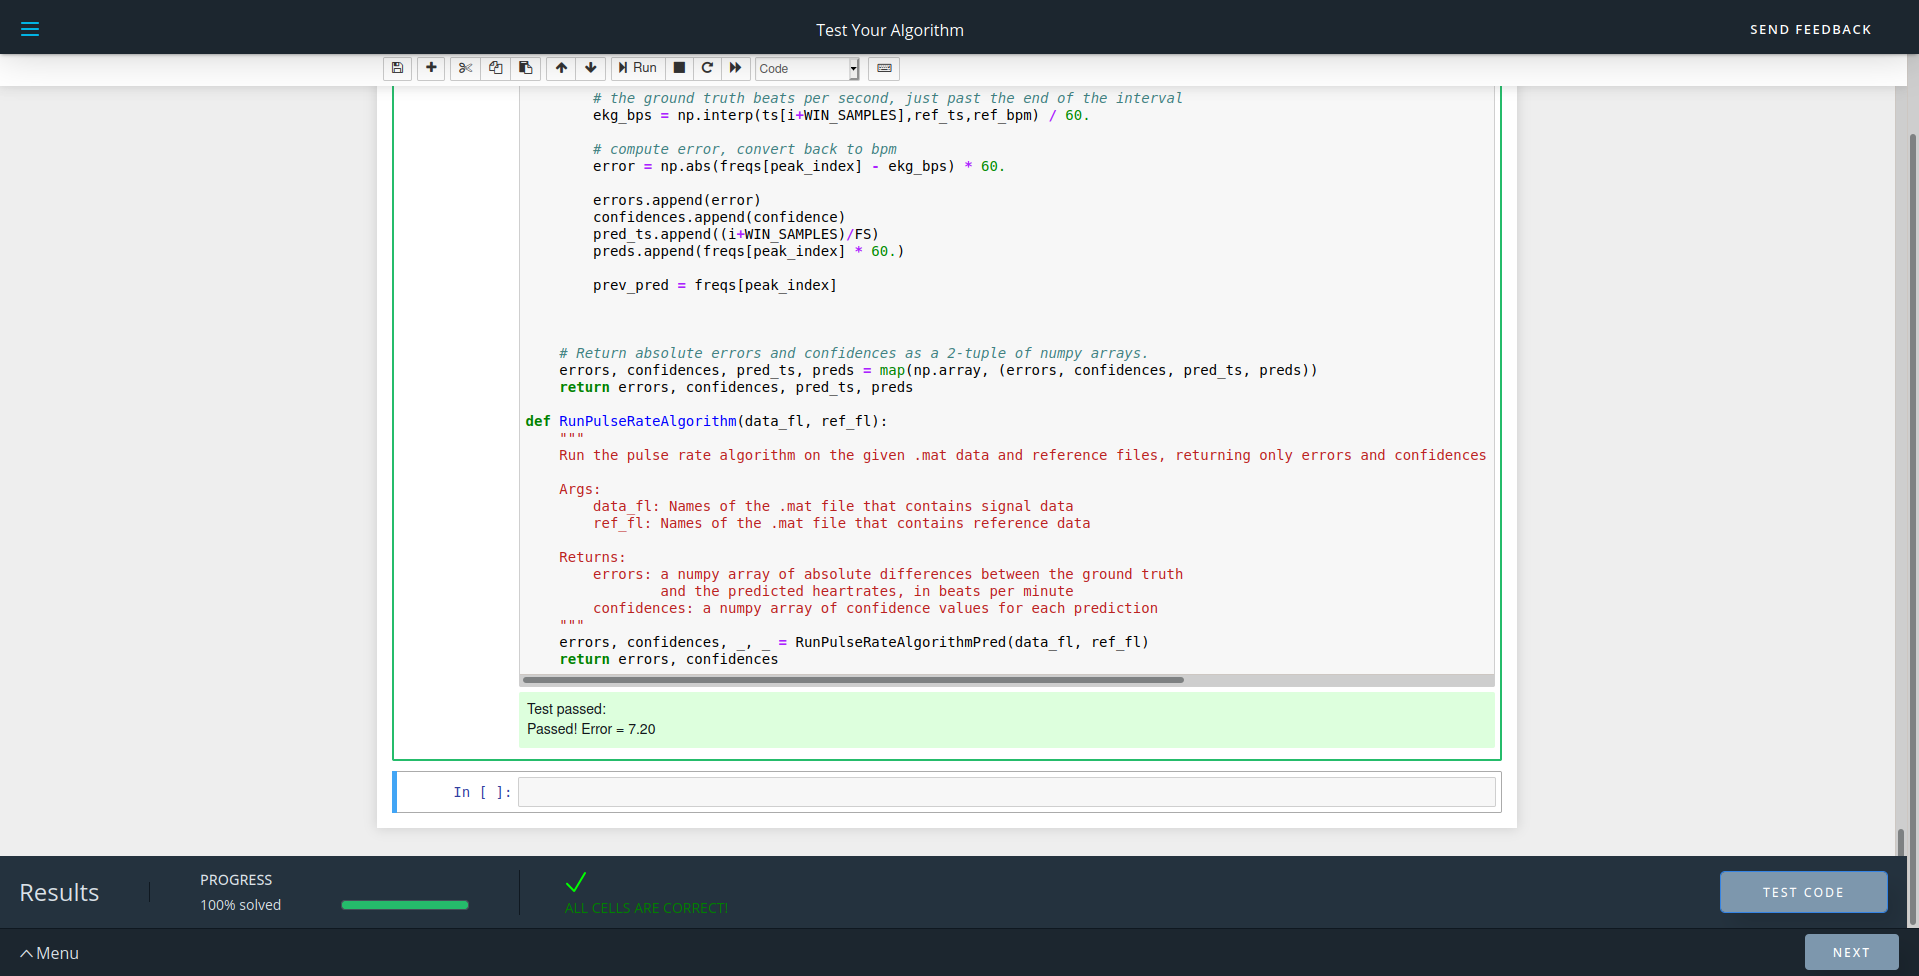 Test Your Algorithm
SEND FEEDBACK
Run
Code
# the ground truth beats per second, just past the end of the interval
ekg_bps = np.interp(ts[i+WIN_SAMPLES],ref_ts,ref_bpm) / 60.
# compute error, convert back to bpm
error = np.abs(freqs[peak_index] - ekg_bps) * 60.
errors.append(error)
confidences.append(confidence)
pred_ts.append((i+WIN_SAMPLES)/FS)
preds.append(freqs[peak_index] * 60.)
prev_pred = freqs[peak_index]
# Return absolute errors and confidences as a 2-tuple of numpy arrays.
errors, confidences, pred_ts, preds = map(np.array, (errors, confidences, pred_ts, preds))
return errors, confidences, pred_ts, preds
def RunPulseRateAlgorithm(data_fl, ref_fl):
"""
Run the pulse rate algorithm on the given .mat data and reference files, returning only errors and confidences
Args:
data_fl: Names of the .mat file that contains signal data
ref_fl: Names of the .mat file that contains reference data
Returns:
errors: a numpy array of absolute differences between the ground truth
and the predicted heartrates, in beats per minute
confidences: a numpy array of confidence values for each prediction
"""
errors, confidences, _, _ = RunPulseRateAlgorithmPred(data_fl, ref_fl)
return errors, confidences
Test passed:
Passed! Error = 7.20
In [ ]:
Results
PROGRESS
100% solved
ALL CELLS ARE CORRECT!
TEST CODE
Menu
NEXT